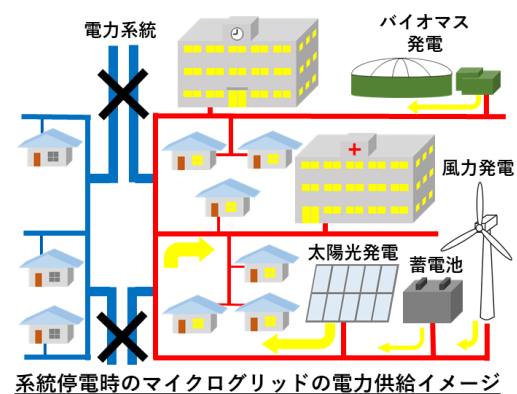 電力系統
バイオマス
発電
風力発電
太陽光発電
蓄電池
系統停電時のマイクログリッドの電力供給イメージ